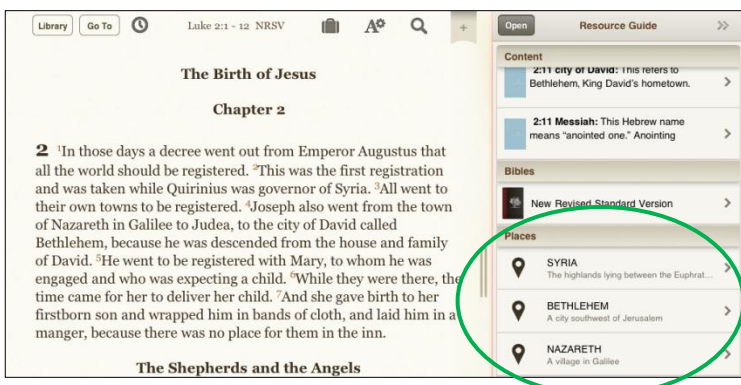 Library Go To Luke 2:1 - 12 NRSV A +
The Birth of Jesus
Chapter 2
2 1In those days a decree went out from Emperor Augustus that
all the world should be registered. 2This was the first registration
and was taken while Quirinius was governor of Syria. 3All went to
their own towns to be registered. 4Joseph also went from the town
of Nazareth in Galilee to Judea, to the city of David called
Bethlehem, because he was descended from the house and family
of David. 5He went to be registered with Mary, to whom he was
engaged and who was expecting a child. 6While they were there, the
time came for her to deliver her child. 7And she gave birth to her
firstborn son and wrapped him in bands of cloth, and laid him in a
manger, because there was no place for them in the inn.
The Shepherds and the Angels
Open Resource Guide
Content
2:11 city of David: This refers to
Bethlehem, King David's hometown.
2:11 Messiah: This Hebrew name
means “anointed one.” Anointing
Bibles
New Revised Standard Version
Places
SYRIA
The highlands lying between the Euphrat...
BETHLEHEM
A city southwest of Jerusalem
NAZARETH
A village in Galilee